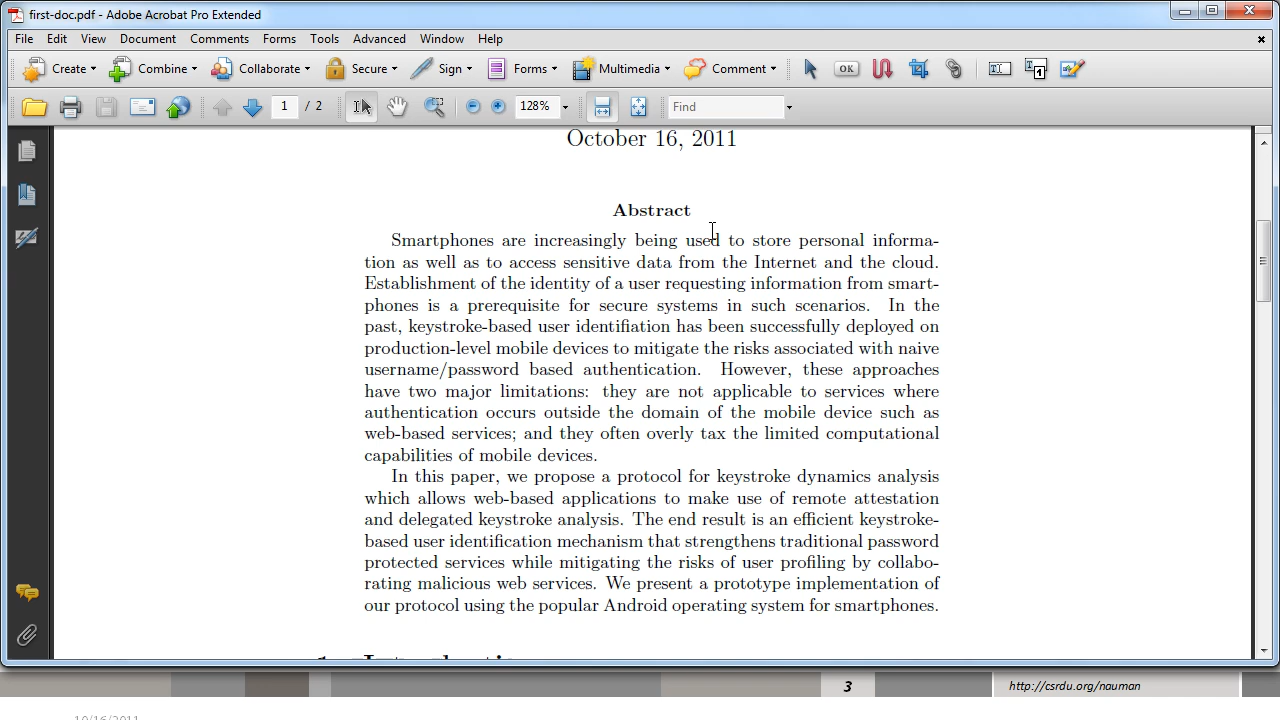 first-doc.pdf - Adobe Acrobat Pro Extended
File Edit View Document Comments Forms Tools Advanced Window Help
Create Combine Collaborate Secure Sign Forms Multimedia Comment OK
1 / 2 128% Find
October 16, 2011
Abstract
Smartphones are increasingly being used to store personal informa-
tion as well as to access sensitive data from the Internet and the cloud.
Establishment of the identity of a user requesting information from smart-
phones is a prerequisite for secure systems in such scenarios. In the
past, keystroke-based user identifiation has been successfully deployed on
production-level mobile devices to mitigate the risks associated with naive
username/password based authentication. However, these approaches
have two major limitations: they are not applicable to services where
authentication occurs outside the domain of the mobile device such as
web-based services; and they often overly tax the limited computational
capabilities of mobile devices.
In this paper, we propose a protocol for keystroke dynamics analysis
which allows web-based applications to make use of remote attestation
and delegated keystroke analysis. The end result is an efficient keystroke-
based user identification mechanism that strengthens traditional password
protected services while mitigating the risks of user profiling by collabo-
rating malicious web services. We present a prototype implementation of
our protocol using the popular Android operating system for smartphones.
3
http://csrdu.org/nauman
10/16/2011